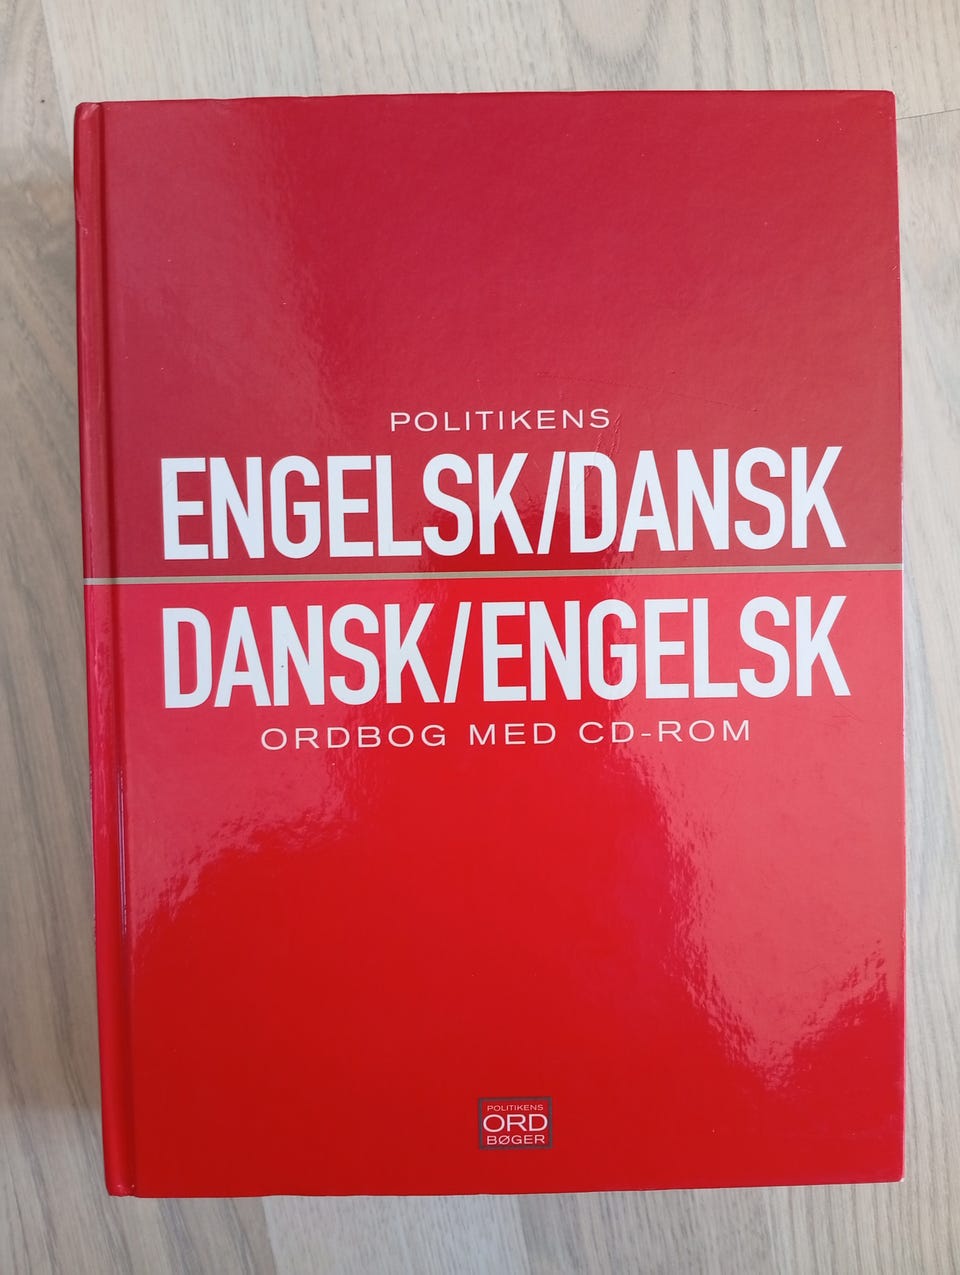 POLITIKENS
ENGELSK/DANSK
DANSK/ENGELSK
ORDBOG MED CD-ROM
POLITIKENS
ORD
BØGER